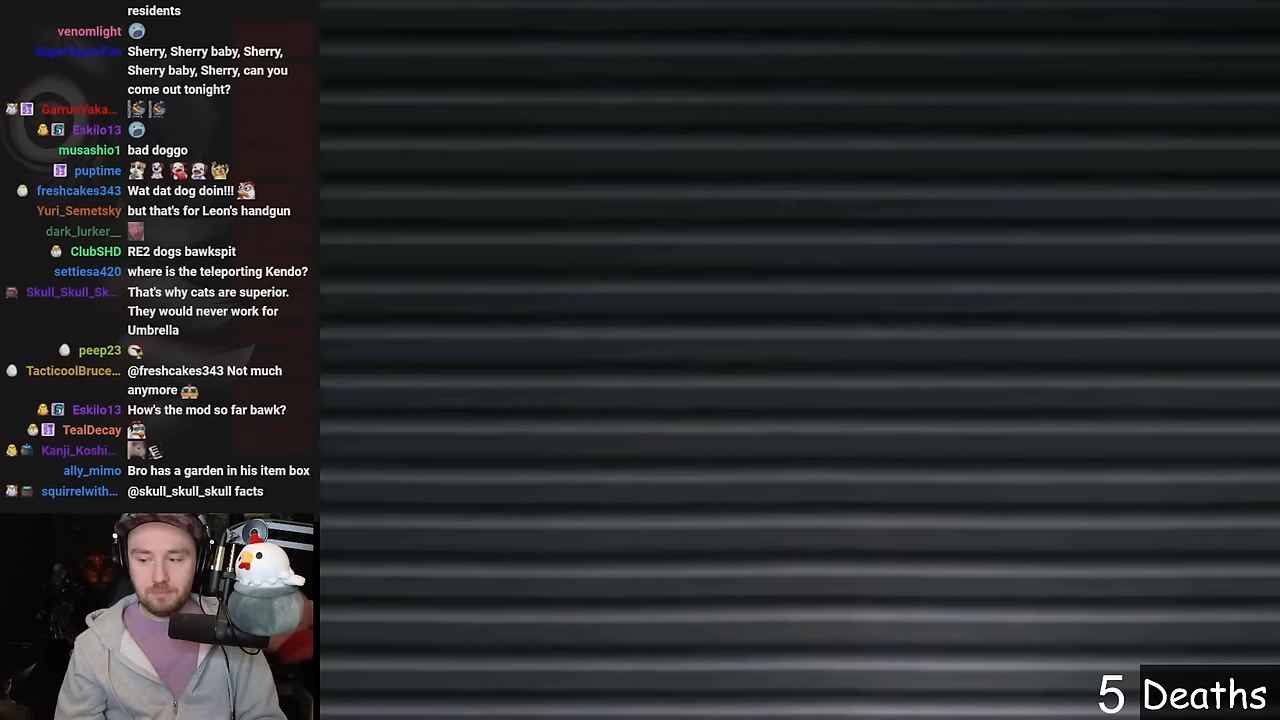 residents
venomlight
SuperSpaceFan Sherry, Sherry baby, Sherry,
Sherry baby, Sherry, can you
come out tonight?
GarrusVaka...
Eskilo13
musashio1 bad doggo
puptime
freshcakes343 Wat dat dog doin!!!
Yuri_Semetsky but that's for Leon's handgun
dark_lurker__
ClubSHD RE2 dogs bawkspit
settiesa420 where is the teleporting Kendo?
Skull_Skull_Sk... That's why cats are superior.
They would never work for
Umbrella
peep23
TacticoolBruce... @freshcakes343 Not much
anymore
Eskilo13 How's the mod so far bawk?
TealDecay
Kanji_Koshi...
ally_mimo Bro has a garden in his item box
squirrelwith... @skull_skull_skull facts
5 Deaths